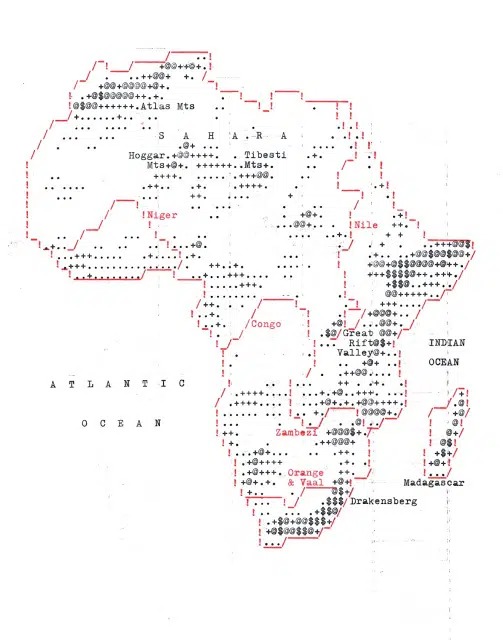 Atlas Mts
S A H A R A
Hoggar
Tibesti
Mts
Mts
Niger
Nile
Congo
Great
Rift
INDIAN
Valley
OCEAN
A T L A N T I C
O C E A N
Zambezi
Orange
& Vaal
Madagascar
Drakensberg